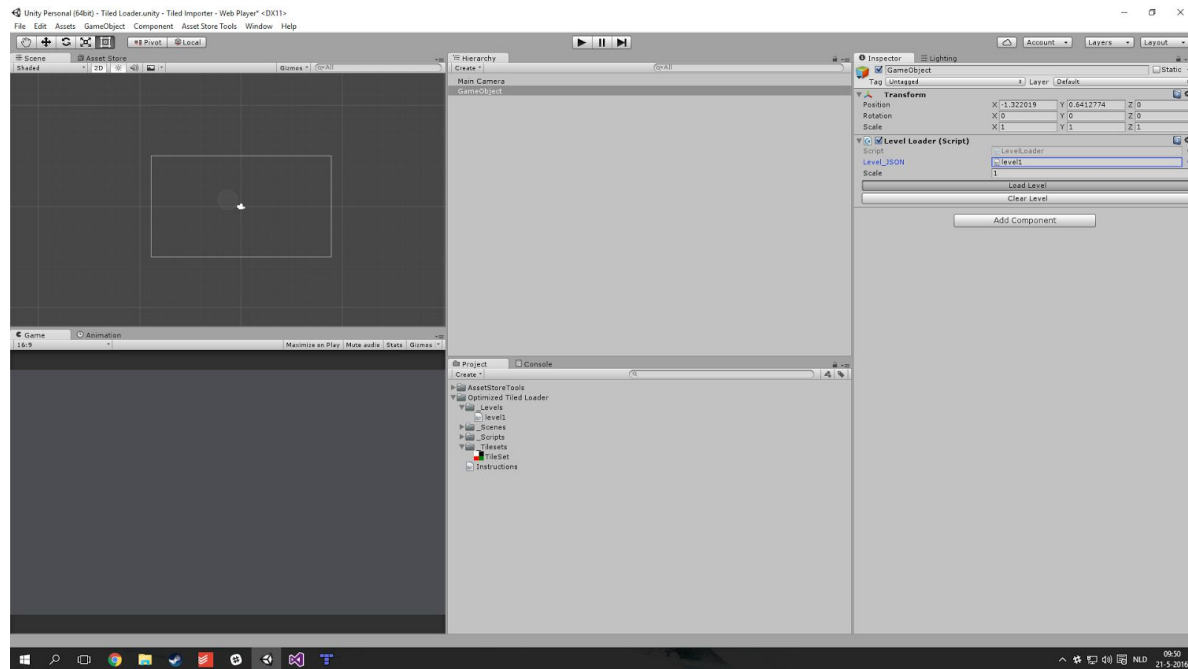 Unity Personal (64bit) - Tiled Loader.unity - Tiled Importer - Web Player* <DX11>
File Edit Assets GameObject Component Asset Store Tools Window Help
Pivot Local Account Layers Layout
Scene Asset Store
Shaded 2D Gizmos All
Hierarchy
Create All
Main Camera
GameObject
Inspector Lighting
GameObject Static
Tag Untagged Layer Default
Transform
Position X -1.322019 Y 0.6412774 Z 0
Rotation X 0 Y 0 Z 0
Scale X 1 Y 1 Z 1
Level Loader (Script)
Script LevelLoader
Level_JSON level1
Scale 1
Load Level
Clear Level
Add Component
Game Animation
16:9 Maximize on Play Mute audio Stats Gizmos
Project Console
Create
AssetStoreTools
Optimized Tiled Loader
_Levels
level1
_Scenes
_Scripts
_Tilesets
TileSet
Instructions
NLD 09:50
21-5-2016